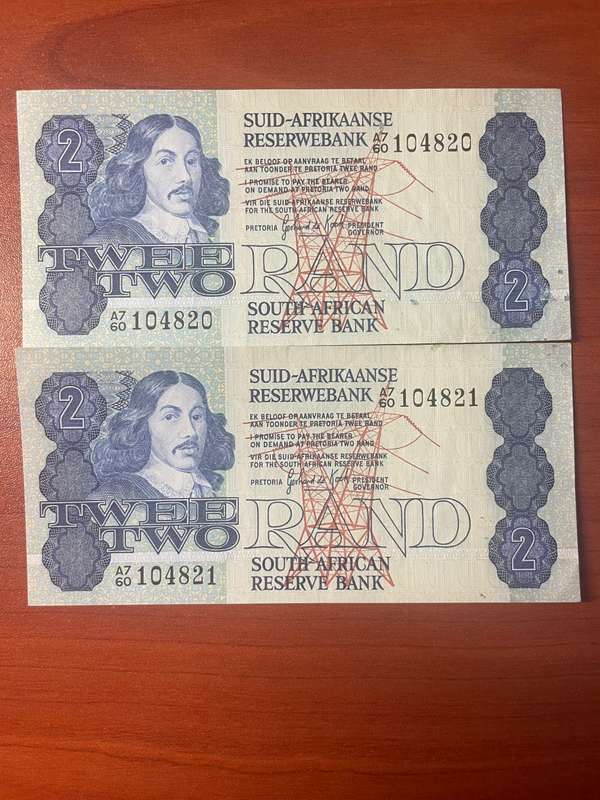 2
SUID-AFRIKAANSE
RESERWEBANK A7/60 104820
EK BELOOF OP AANVRAAG TE BETAAL
AAN TOONDER TE PRETORIA TWEE RAND
I PROMISE TO PAY THE BEARER
ON DEMAND AT PRETORIA TWO RAND
VIR DIE SUID-AFRIKAANSE RESERWEBANK
FOR THE SOUTH AFRICAN RESERVE BANK
PRETORIA PRESIDENT
GOVERNOR
TWEE
TWO
RAND
2
A7/60 104820
SOUTH AFRICAN
RESERVE BANK
2
SUID-AFRIKAANSE
RESERWEBANK A7/60 104821
EK BELOOF OP AANVRAAG TE BETAAL
AAN TOONDER TE PRETORIA TWEE RAND
I PROMISE TO PAY THE BEARER
ON DEMAND AT PRETORIA TWO RAND
VIR DIE SUID-AFRIKAANSE RESERWEBANK
FOR THE SOUTH AFRICAN RESERVE BANK
PRETORIA PRESIDENT
GOVERNOR
TWEE
TWO
RAND
2
A7/60 104821
SOUTH AFRICAN
RESERVE BANK